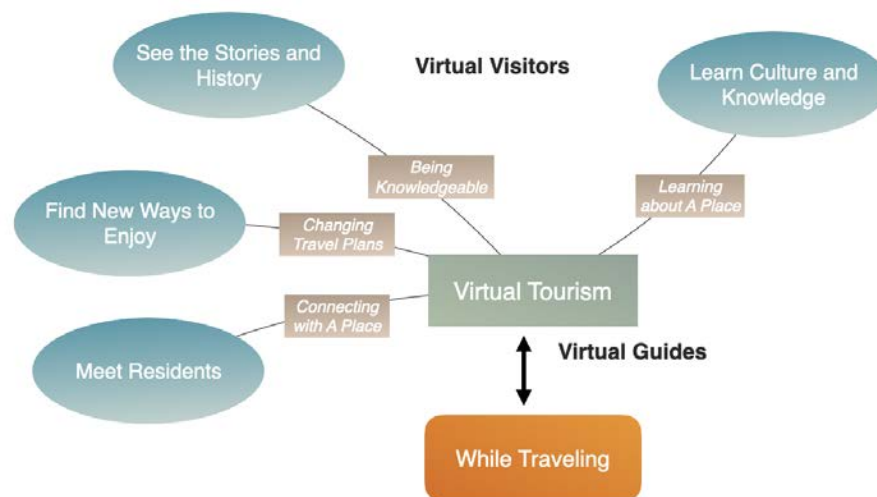 See the Stories and
History
Virtual Visitors
Learn Culture and
Knowledge
Being
Knowledgeable
Learning
about A Place
Find New Ways to
Enjoy
Changing
Travel Plans
Virtual Tourism
Connecting
with A Place
Meet Residents
Virtual Guides
While Traveling